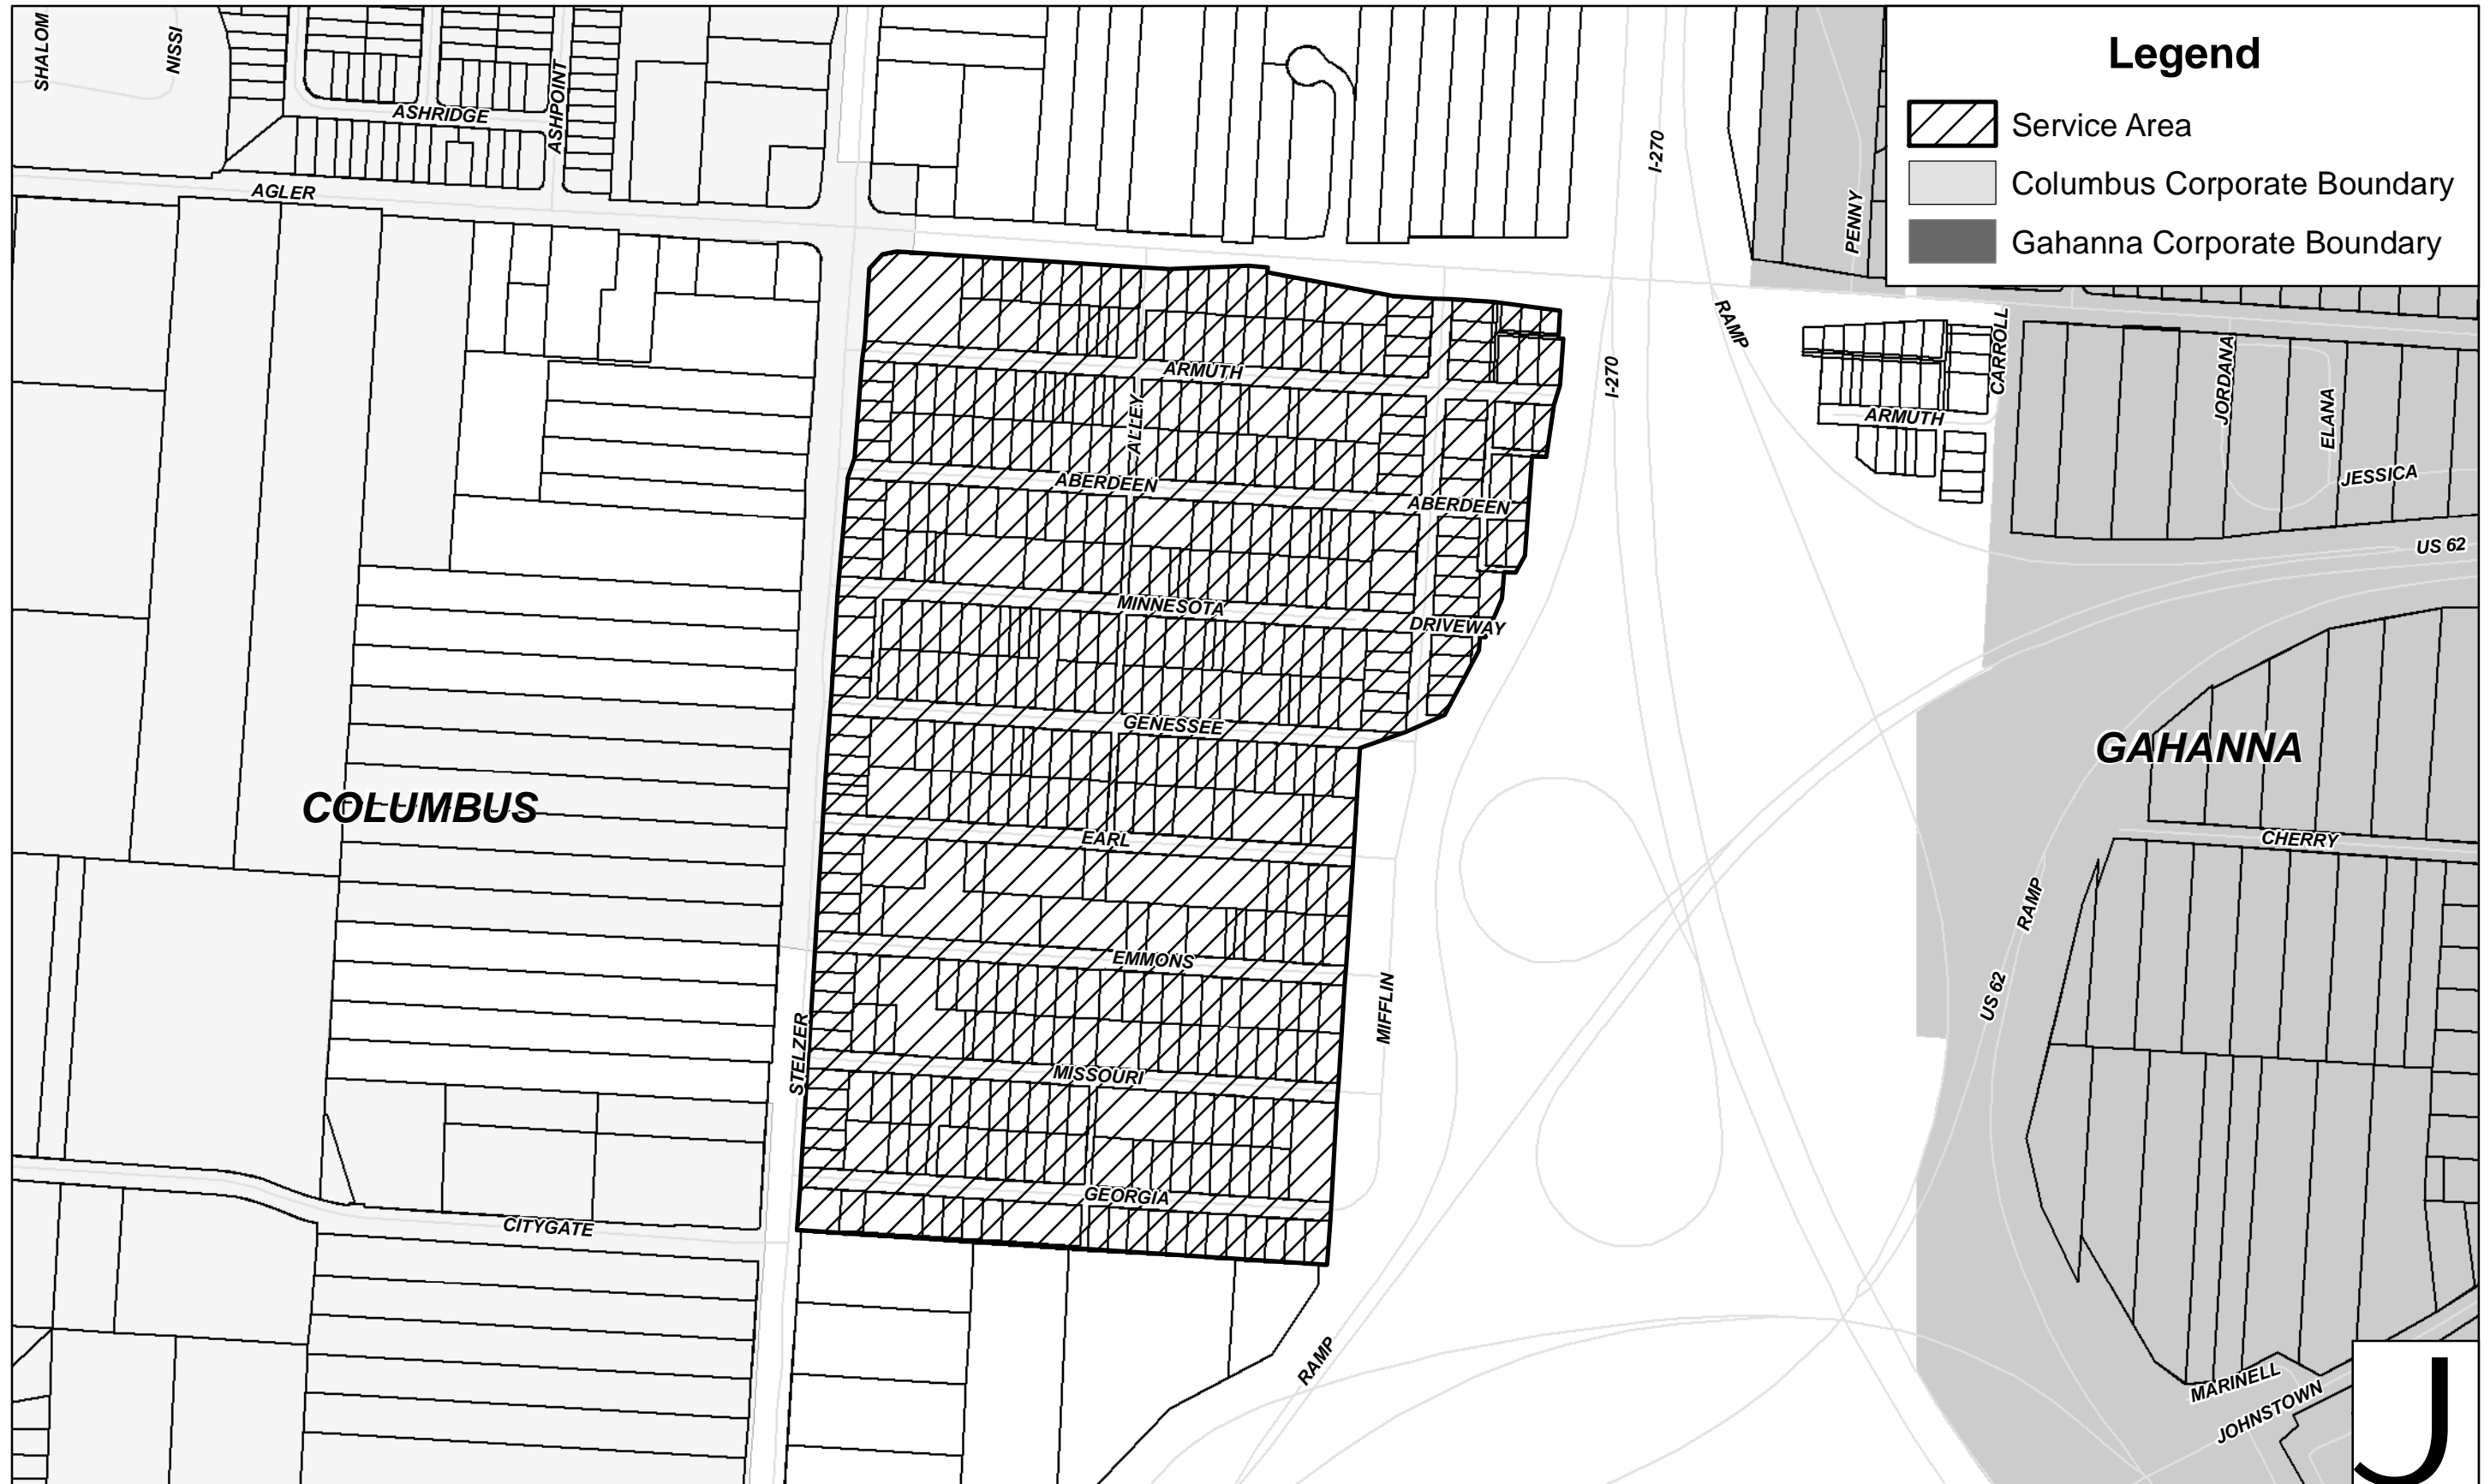 Legend
Service Area
Columbus Corporate Boundary
Gahanna Corporate Boundary
SHALOM
NISSI
ASHRIDGE
ASHPOINT
AGLER
I-270
PENNY
RAMP
CARROLL
ARMUTH
ARMUTH
I-270
JORDANA
ELANA
ALLEY
ABERDEEN
ABERDEEN
JESSICA
US 62
MINNESOTA
DRIVEWAY
GENESSEE
GAHANNA
COLUMBUS
EARL
CHERRY
RAMP
EMMONS
MIFFLIN
US 62
STELZER
MISSOURI
GEORGIA
CITYGATE
RAMP
MARINELL
JOHNSTOWN
J